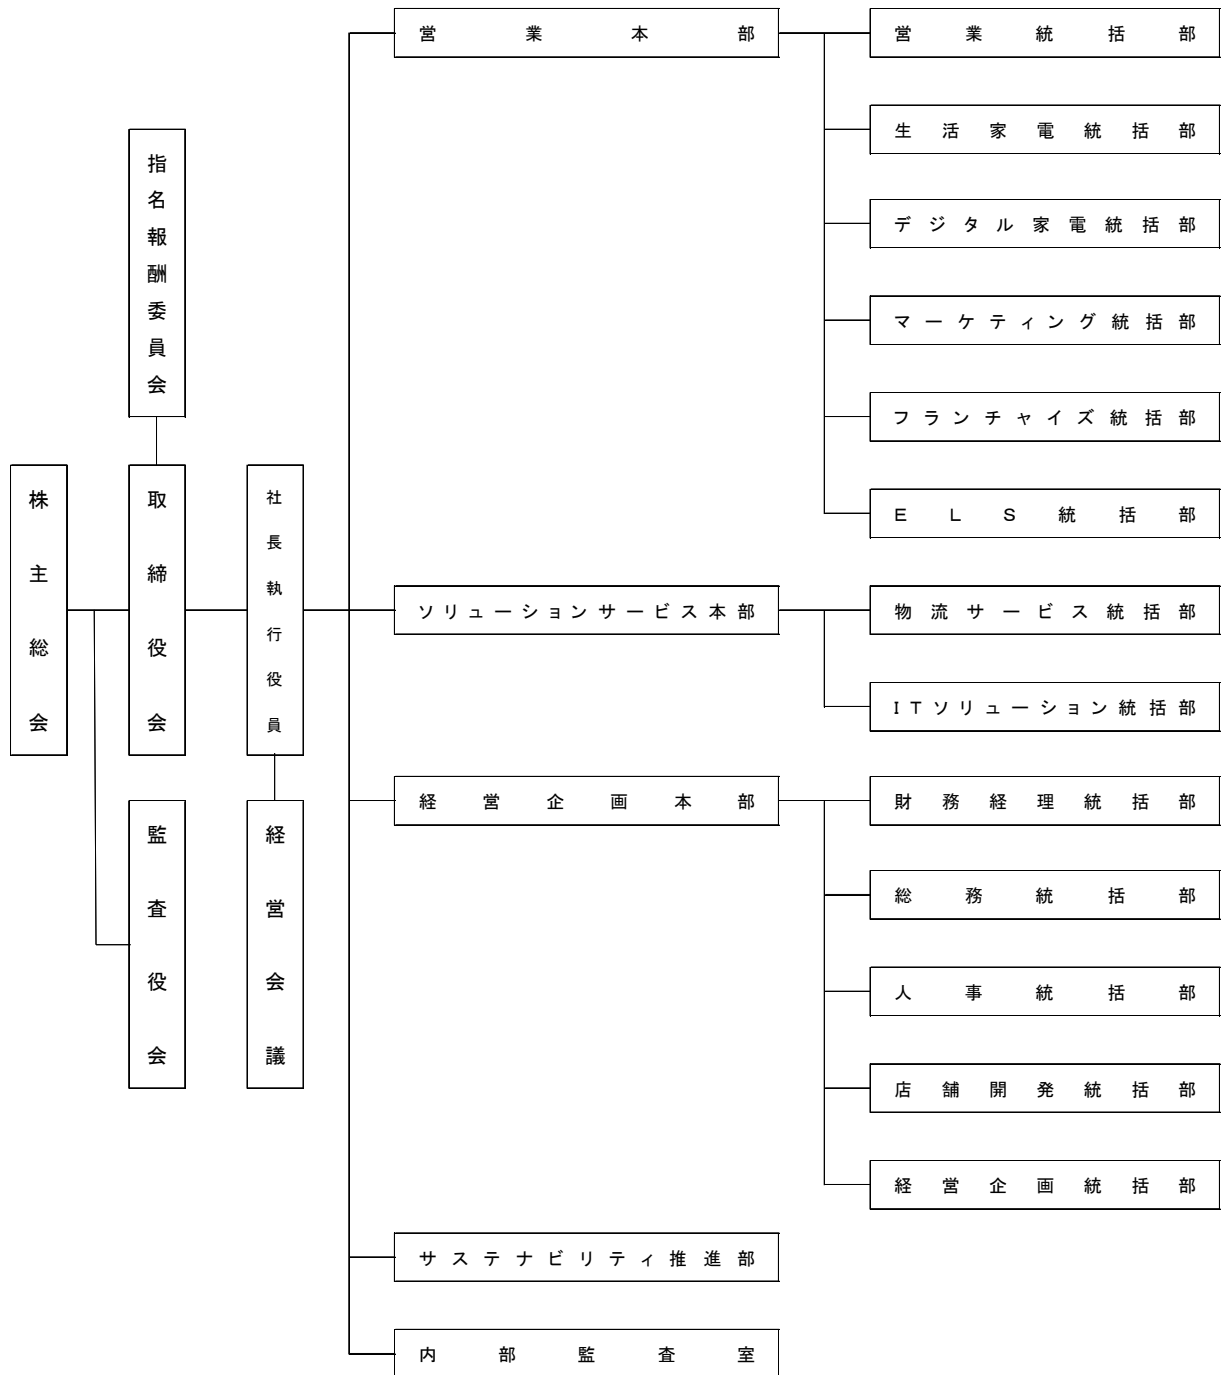 株主総会
指名報酬委員会
取締役会
監査役会
社長執行役員
経営会議
営業本部
営業統括部
生活家電統括部
デジタル家電統括部
マーケティング統括部
フランチャイズ統括部
ELS統括部
ソリューションサービス本部
物流サービス統括部
ITソリューション統括部
経営企画本部
財務経理統括部
総務統括部
人事統括部
店舗開発統括部
経営企画統括部
サステナビリティ推進部
内部監査室